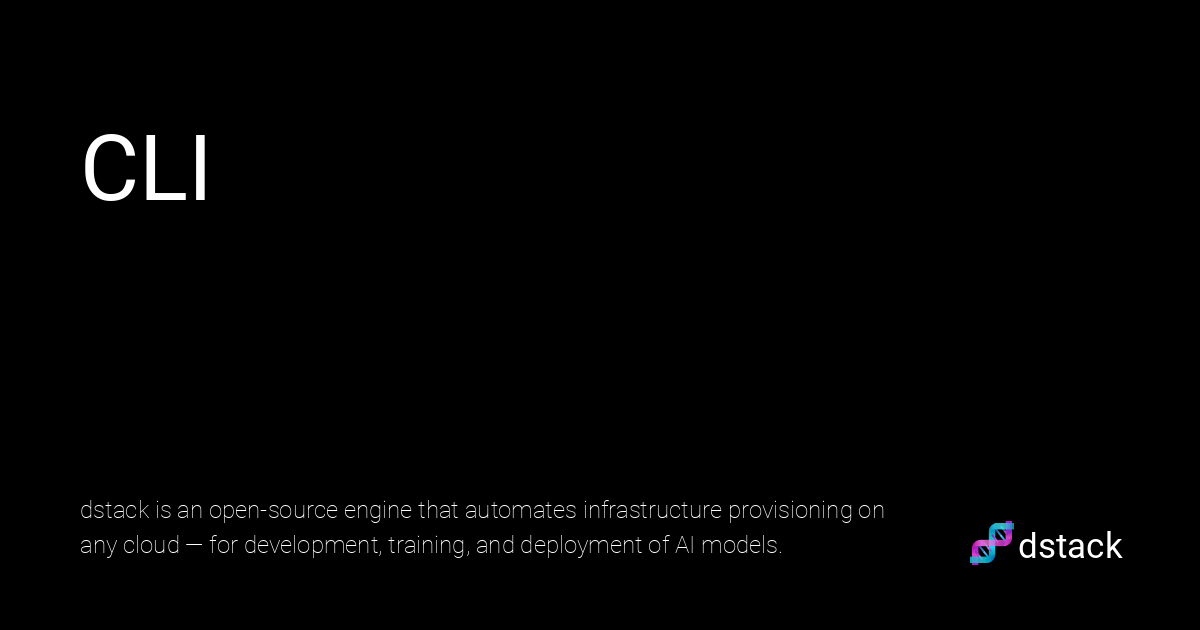 CLI
dstack is an open-source engine that automates infrastructure provisioning on
any cloud — for development, training, and deployment of AI models.
dstack